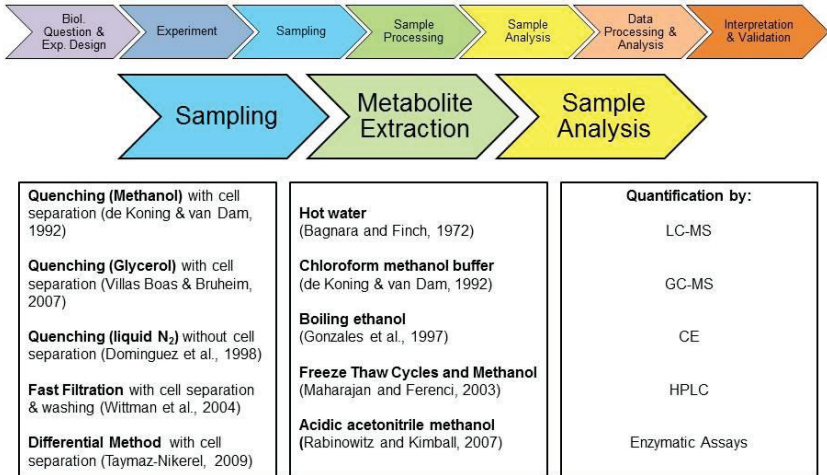 Biol.
Question &
Exp. Design
Experiment
Sampling
Sample
Processing
Sample
Analysis
Data
Processing
& Analysis
Interpretation
& Validation
Sampling
Metabolite
Extraction
Sample
Analysis
Quenching (Methanol) with cell
separation (de Koning & van Dam,
1992)
Quenching (Glycerol) with cell
separation (Villas Boas & Bruheim,
2007)
Quenching (liquid N₂) without cell
separation (Dominguez et al., 1998)
Fast Filtration with cell separation
& washing (Wittman et al., 2004)
Differential Method with cell
separation (Taymaz-Nikerel, 2009)
Hot water
(Bagnara and Finch, 1972)
Chloroform methanol buffer
(de Koning & van Dam, 1992)
Boiling ethanol
(Gonzales et al., 1997)
Freeze Thaw Cycles and Methanol
(Maharajan and Ferenci, 2003)
Acidic acetonitrile methanol
(Rabinowitz and Kimball, 2007)
Quantification by:
LC-MS
GC-MS
CE
HPLC
Enzymatic Assays